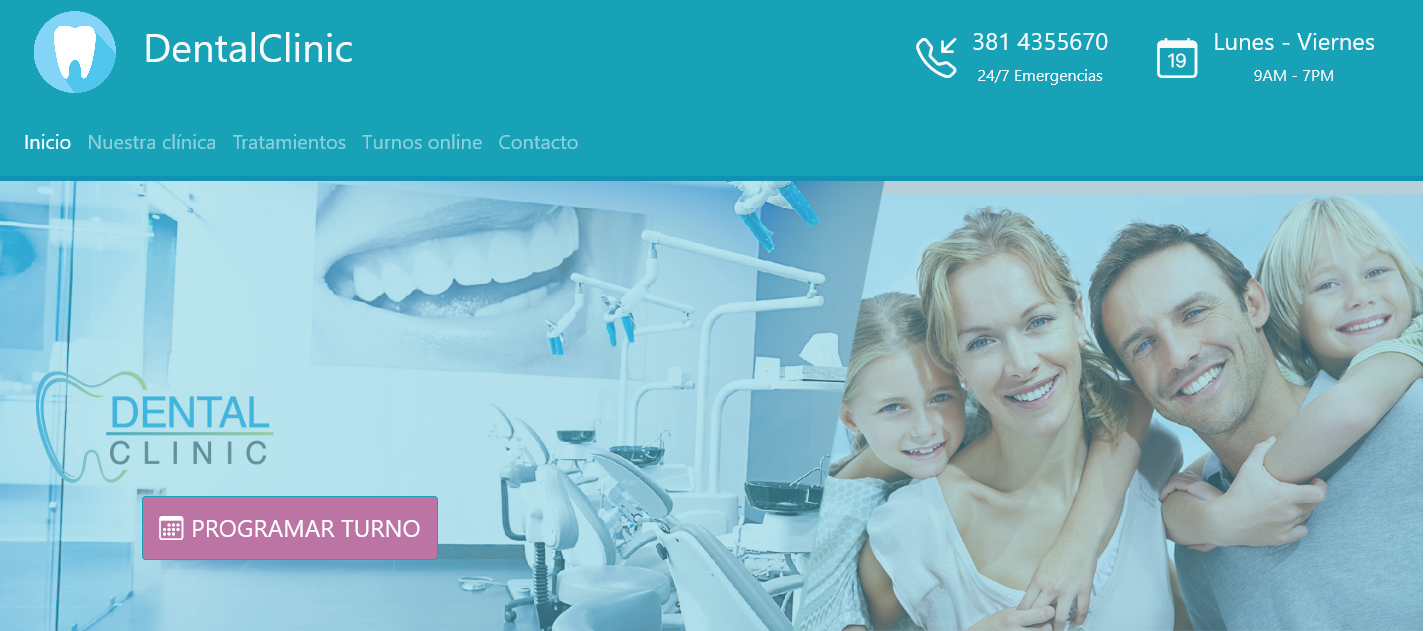 DentalClinic
381 4355670
24/7 Emergencias
19
Lunes - Viernes
9AM - 7PM
Inicio Nuestra clínica Tratamientos Turnos online Contacto
DENTAL
CLINIC
PROGRAMAR TURNO